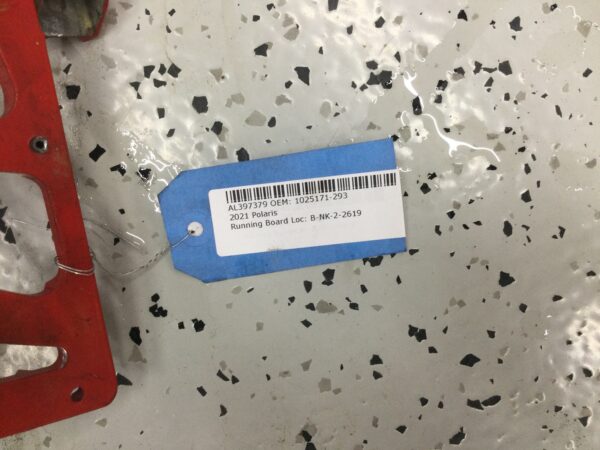 AL397379 OEM: 1025171-293
2021 Polaris
Running Board Loc: B-NK-2-2619